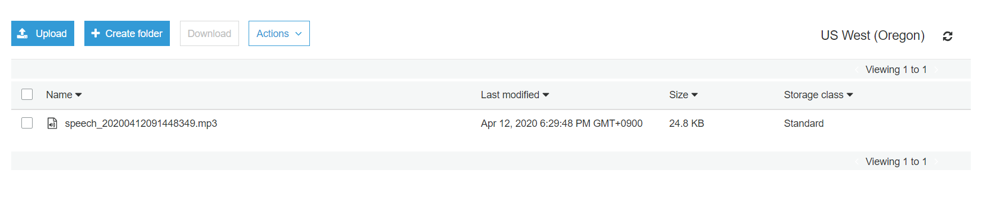 Upload Create folder Download Actions US West (Oregon)
Viewing 1 to 1
Name Last modified Size Storage class
speech_20200412091448349.mp3 Apr 12, 2020 6:29:48 PM GMT+0900 24.8 KB Standard
Viewing 1 to 1